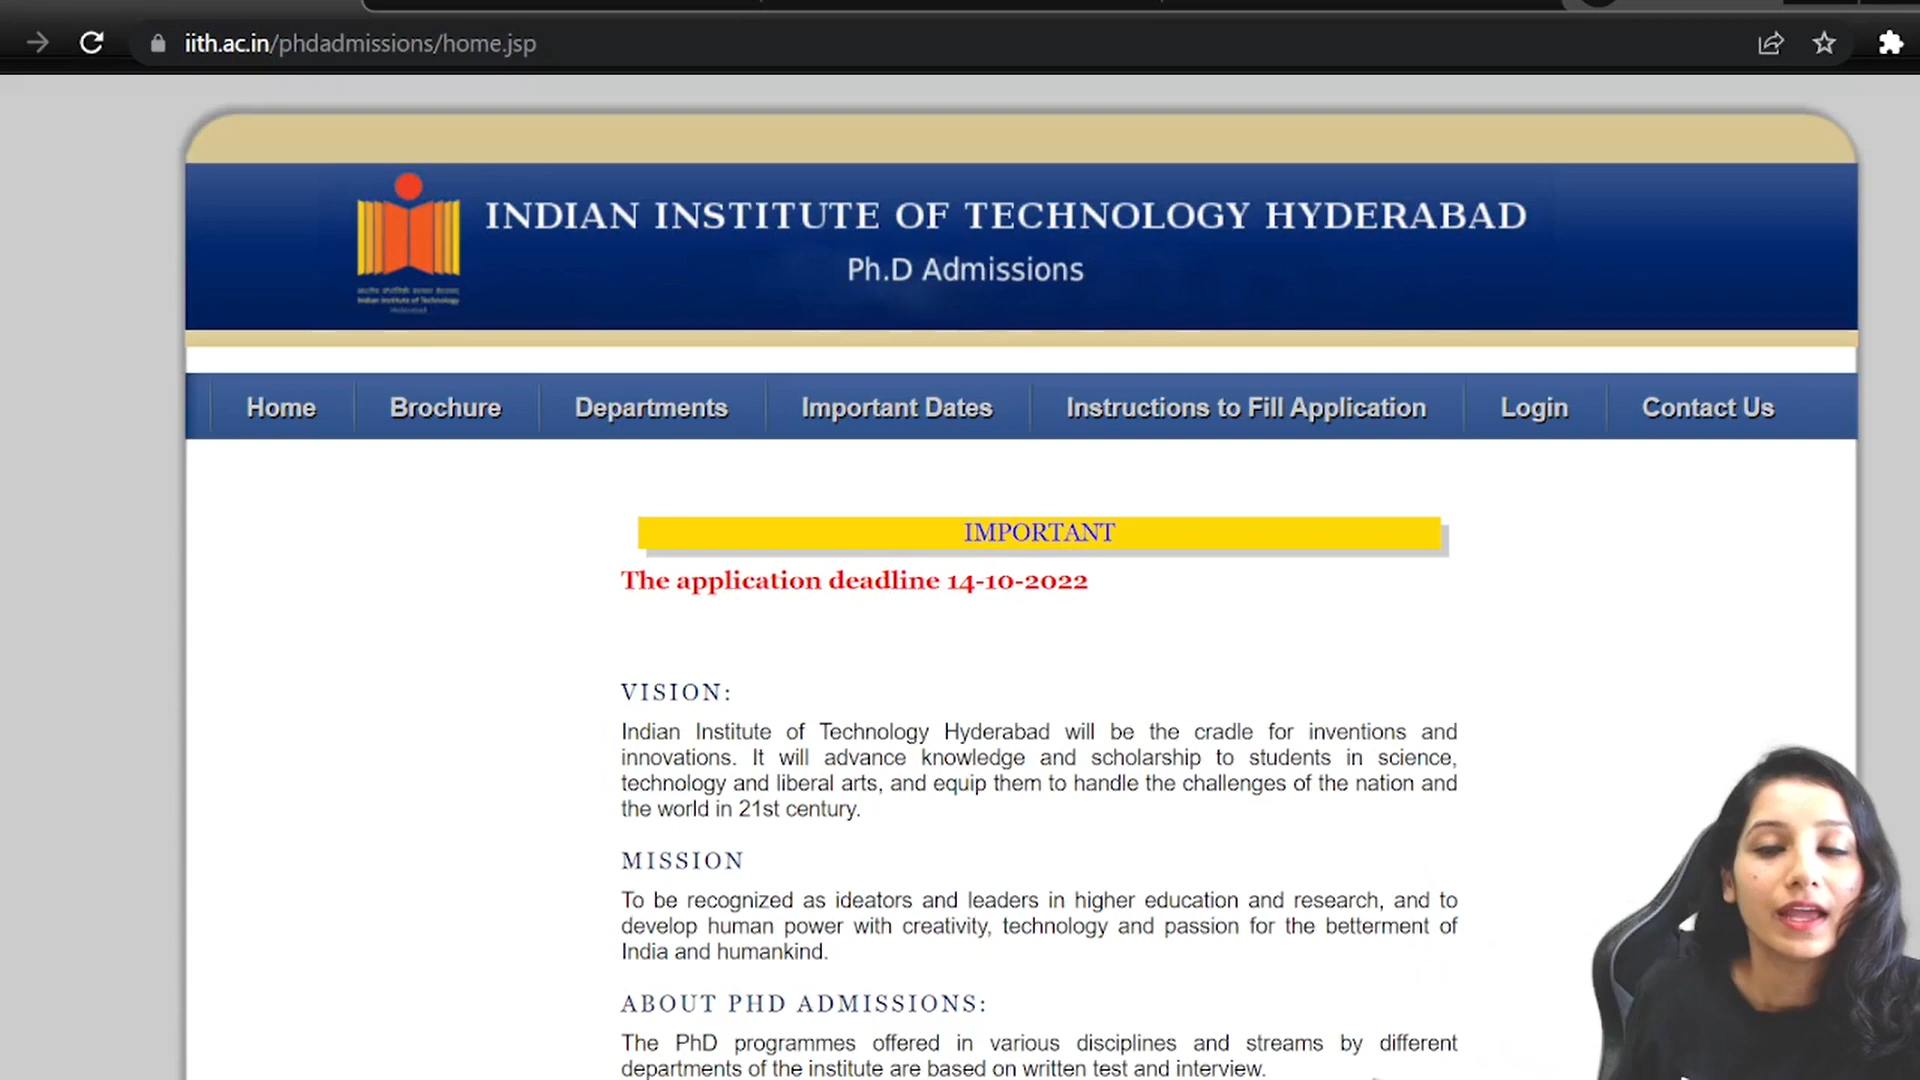 iith.ac.in/phdadmissions/home.jsp
INDIAN INSTITUTE OF TECHNOLOGY HYDERABAD
Ph.D Admissions
Indian Institute of Technology
Hyderabad
Home Brochure Departments Important Dates Instructions to Fill Application Login Contact Us
IMPORTANT
The application deadline 14-10-2022
VISION:
Indian Institute of Technology Hyderabad will be the cradle for inventions and
innovations. It will advance knowledge and scholarship to students in science,
technology and liberal arts, and equip them to handle the challenges of the nation and
the world in 21st century.
MISSION
To be recognized as ideators and leaders in higher education and research, and to
develop human power with creativity, technology and passion for the betterment of
India and humankind.
ABOUT PHD ADMISSIONS:
The PhD programmes offered in various disciplines and streams by different
departments of the institute are based on written test and interview.